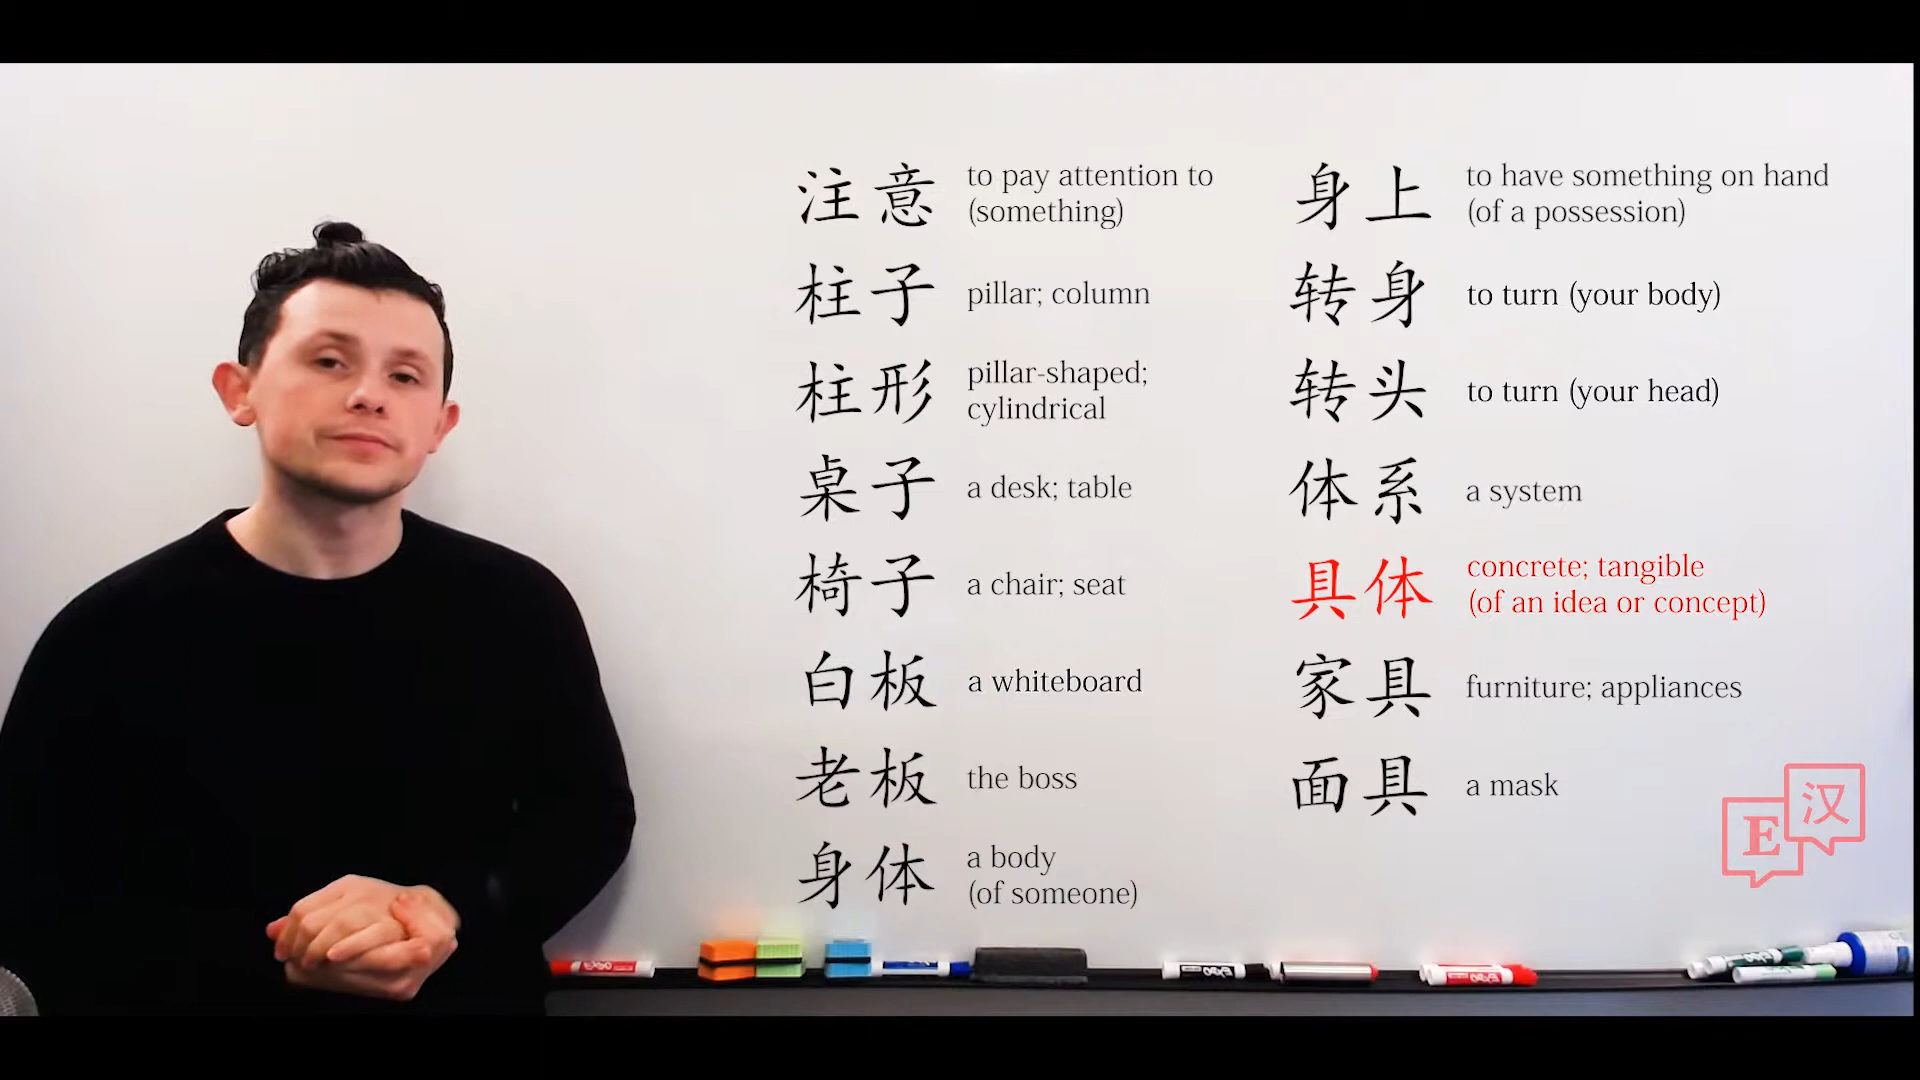 注意 to pay attention to
(something)
柱子 pillar; column
柱形 pillar-shaped;
cylindrical
桌子 a desk; table
椅子 a chair; seat
白板 a whiteboard
老板 the boss
身体 a body
(of someone)
身上 to have something on hand
(of a possession)
转身 to turn (your body)
转头 to turn (your head)
体系 a system
具体 concrete; tangible
(of an idea or concept)
家具 furniture; appliances
面具 a mask
E 汉
EXPO
EXPO
EXPO